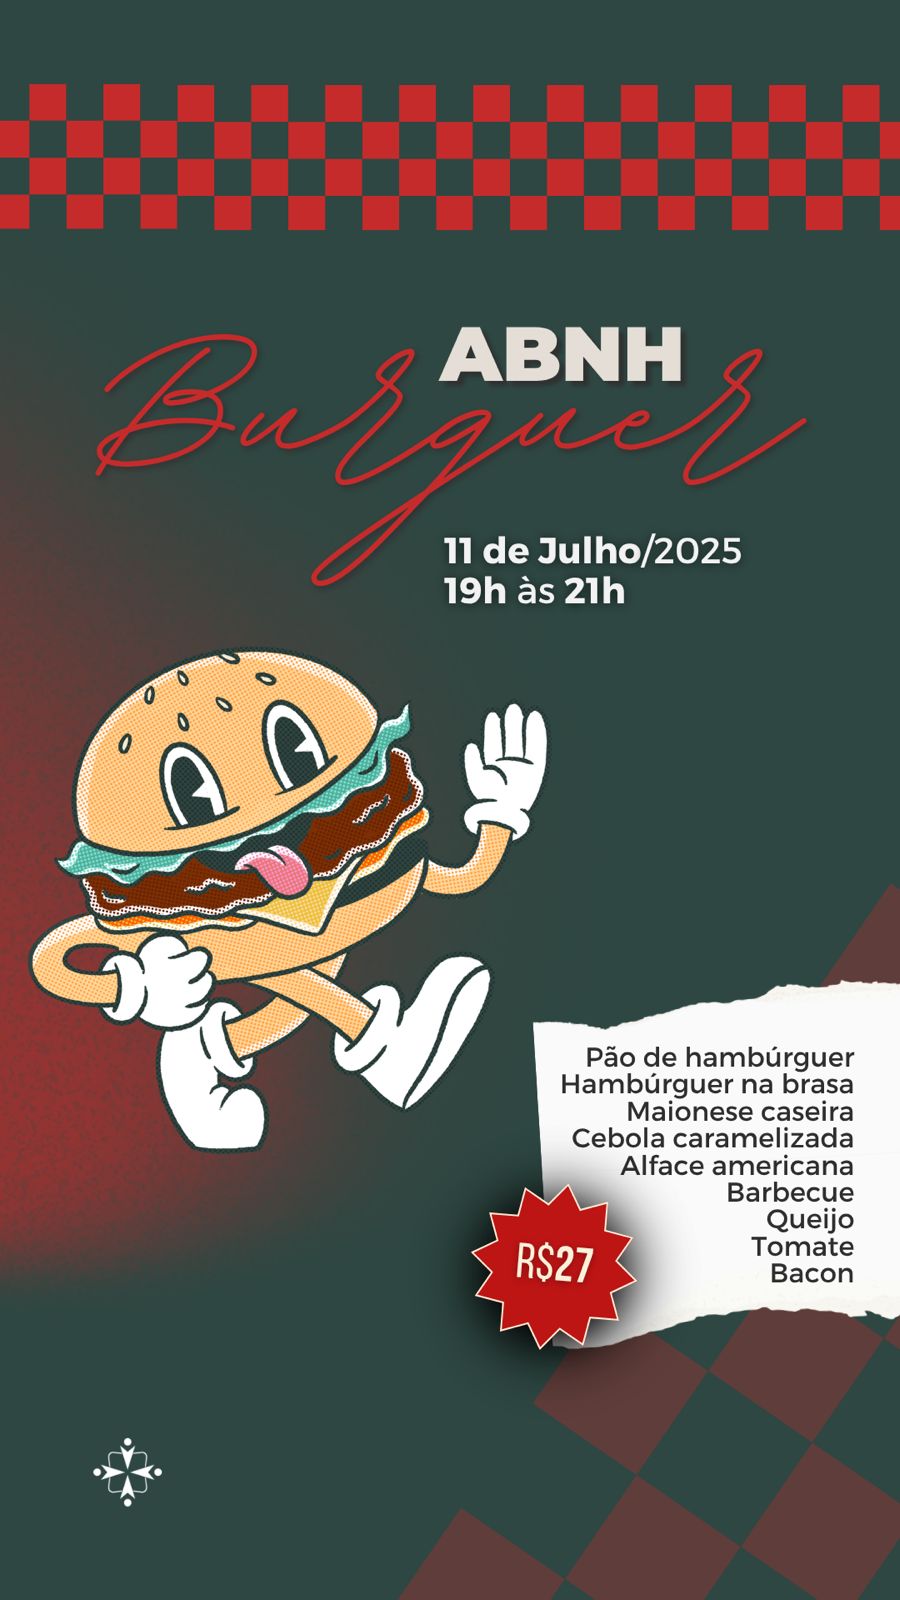 ABNH
Burguer
11 de Julho/2025
19h às 21h
Pão de hambúrguer
Hambúrguer na brasa
Maionese caseira
Cebola caramelizada
Alface americana
Barbecue
Queijo
Tomate
Bacon
R$27